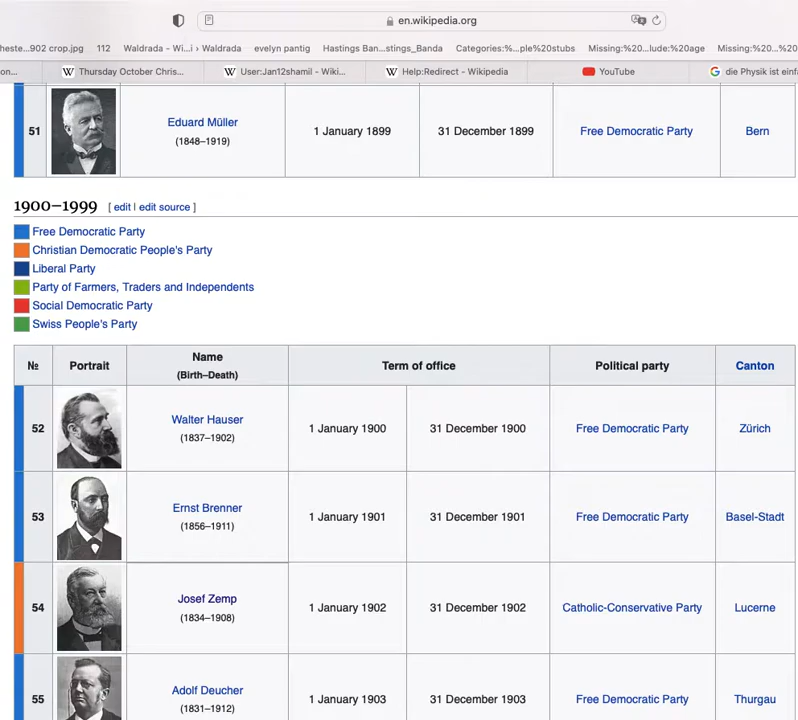 en.wikipedia.org
heste...902 crop.jpg 112 Waldrada - Wi...i › Waldrada evelyn pantig Hastings Ban...stings_Banda Categories:%...ple%20stubs Missing:%20...lude:%20age Missing:%20...%20
on... Thursday October Chris... User:Jan12shamil - Wiki... Help:Redirect - Wikipedia YouTube die Physik ist einf
51 Eduard Müller 1 January 1899 31 December 1899 Free Democratic Party Bern
(1848–1919)
1900–1999 [ edit | edit source ]
Free Democratic Party
Christian Democratic People's Party
Liberal Party
Party of Farmers, Traders and Independents
Social Democratic Party
Swiss People's Party
№ Portrait Name Term of office Political party Canton
(Birth–Death)
52 Walter Hauser 1 January 1900 31 December 1900 Free Democratic Party Zürich
(1837–1902)
53 Ernst Brenner 1 January 1901 31 December 1901 Free Democratic Party Basel-Stadt
(1856–1911)
54 Josef Zemp 1 January 1902 31 December 1902 Catholic-Conservative Party Lucerne
(1834–1908)
55 Adolf Deucher 1 January 1903 31 December 1903 Free Democratic Party Thurgau
(1831–1912)